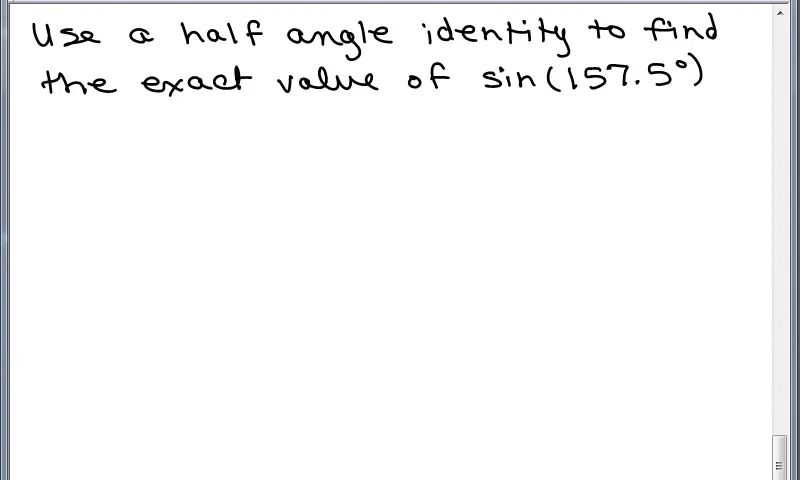 Use a half angle identity to find
the exact value of sin(157.5°)